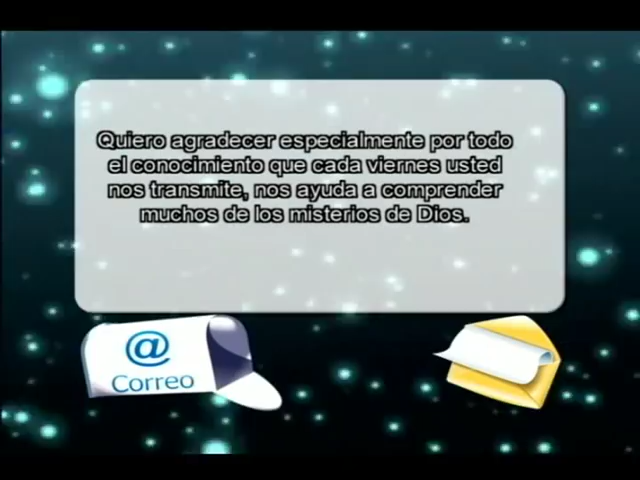 Quiero agradecer especialmente por todo
el conocimiento que cada viernes usted
nos transmite, nos ayuda a comprender
muchos de los misterios de Dios.
@
Correo